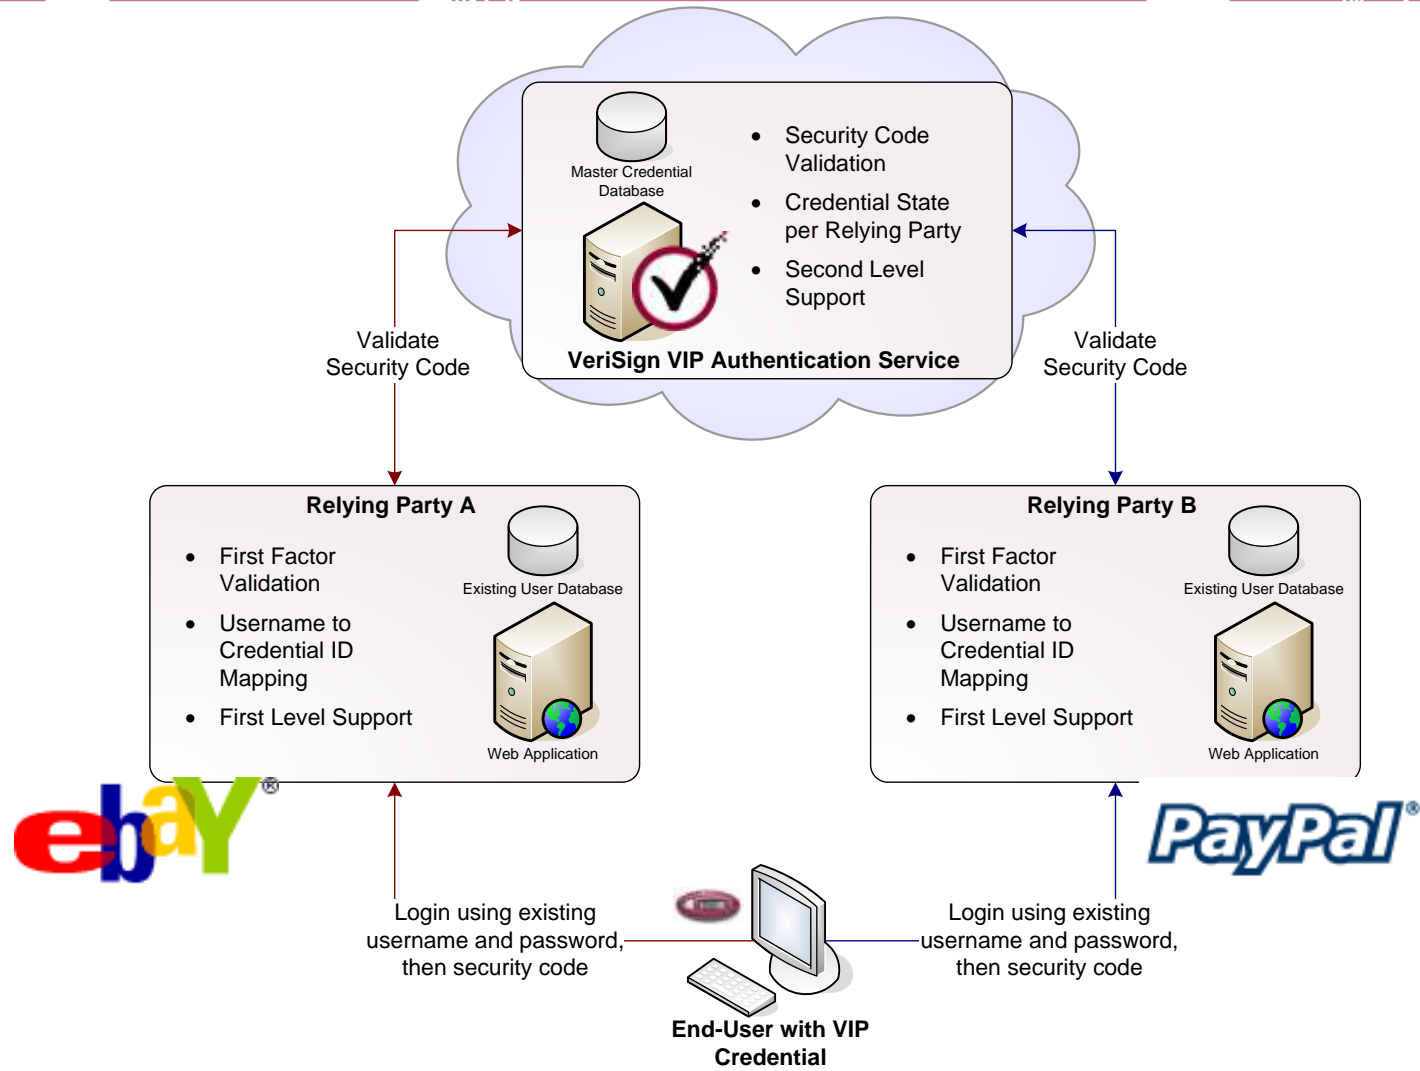 Master Credential
Database
• Security Code
Validation
• Credential State
per Relying Party
• Second Level
Support
VeriSign VIP Authentication Service
Validate
Security Code
Validate
Security Code
Relying Party A
• First Factor
Validation
• Username to
Credential ID
Mapping
• First Level Support
Existing User Database
Web Application
Relying Party B
• First Factor
Validation
• Username to
Credential ID
Mapping
• First Level Support
Existing User Database
Web Application
ebaY®
PayPal®
Login using existing
username and password,
then security code
Login using existing
username and password,
then security code
End-User with VIP
Credential